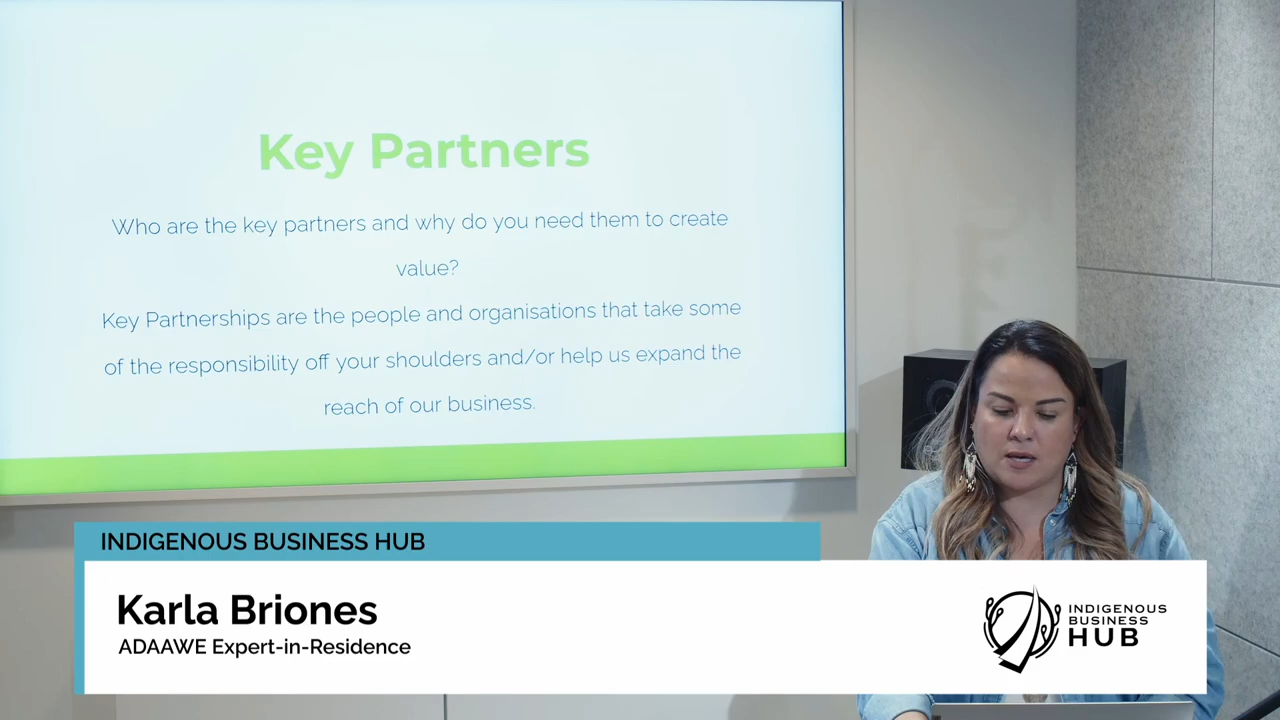 Key Partners
Who are the key partners and why do you need them to create
value?
Key Partnerships are the people and organisations that take some
of the responsibility off your shoulders and/or help us expand the
reach of our business.
INDIGENOUS BUSINESS HUB
Karla Briones
ADAAWE Expert-in-Residence
INDIGENOUS
BUSINESS
HUB